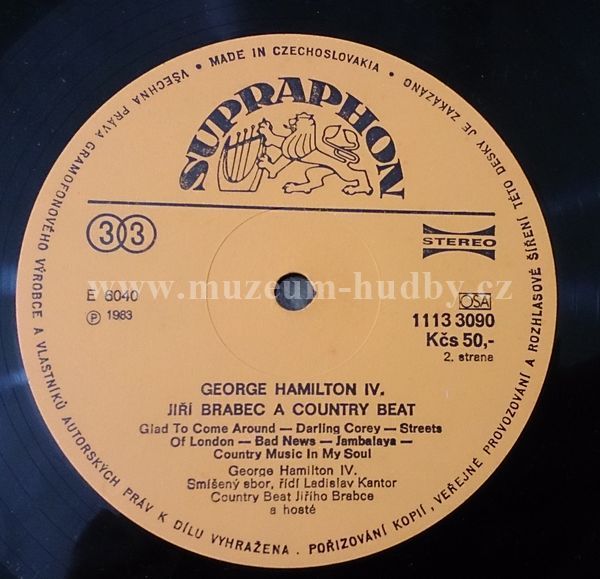 VŠECHNA PRÁVA GRAMOFONOVÉHO VÝROBCE A VLASTNÍKŮ AUTORSKÝCH PRÁV K DÍLU VYHRAŽENA. POŘIZOVÁNÍ KOPIÍ, VEŘEJNÉ PROVOZOVÁNÍ A ROZHLASOVÉ ŠÍŘENÍ TÉTO DESKY JE ZAKÁZÁNO
• MADE IN CZECHOSLOVAKIA •
SUPRAPHON
33
STEREO
www.muzeum-hudby.cz
E 6040
OSA
℗ 1983
1113 3090
Kčs 50,-
2. strana
GEORGE HAMILTON IV.
JIŘÍ BRABEC A COUNTRY BEAT
Glad To Come Around — Darling Corey — Streets
Of London — Bad News — Jambalaya —
Country Music In My Soul
George Hamilton IV.
Smíšený sbor, řídí Ladislav Kantor
Country Beat Jiřího Brabce
a hosté